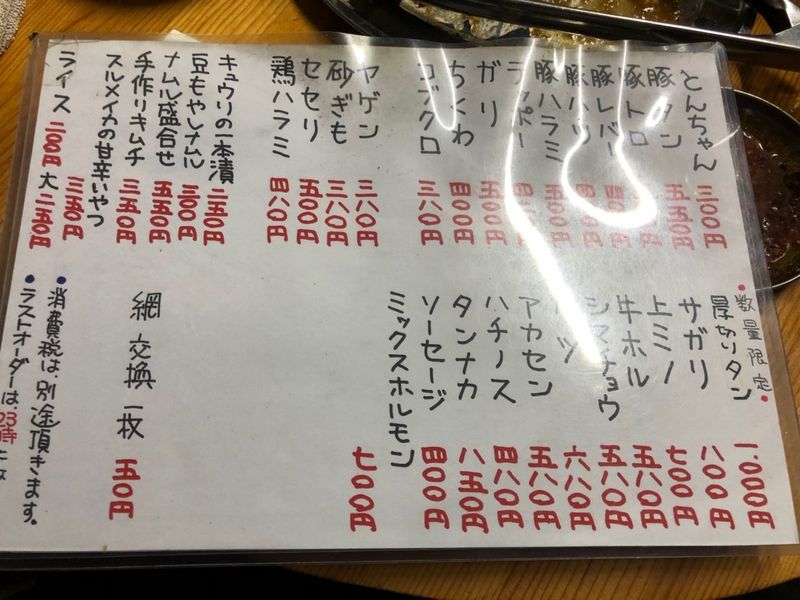 とんちゃん 三〇〇円
豚タン 五五〇円
豚トロ
豚レバー
豚ハツ
豚ハラミ
ガリ 五〇〇円
ちくわ 四〇〇円
コブクロ 三八〇円
ヤゲン 三八〇円
砂ぎも 三八〇円
セセリ 五〇〇円
鶏ハラミ 四八〇円
キュウリの一本漬
豆もやしナムル 三〇〇円
ナムル盛合せ 五五〇円
手作りキムチ 三五〇円
スルメイカの甘辛いやつ 三五〇円
ライス 二〇〇円 大 二五〇円
●数量限定●
厚切りタン 一.〇〇〇円
サガリ 八〇〇円
上ミノ 七〇〇円
牛ホル 五八〇円
シマチョウ 五八〇円
六八〇円
アカセン 五八〇円
ハチノス 四八〇円
タンナカ 八五〇円
ソーセージ 四〇〇円
ミックスホルモン 七〇〇円
網交換一枚 五〇円
●消費税は別途頂きます。
●ラストオーダーは、23時